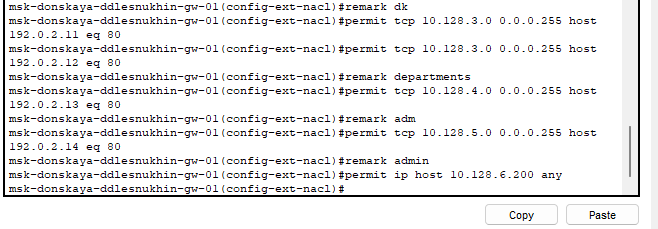 msk-donskaya-ddlesnukhin-gw-01(config-ext-nacl)#remark dk
msk-donskaya-ddlesnukhin-gw-01(config-ext-nacl)#permit tcp 10.128.3.0 0.0.0.255 host
192.0.2.11 eq 80
msk-donskaya-ddlesnukhin-gw-01(config-ext-nacl)#permit tcp 10.128.3.0 0.0.0.255 host
192.0.2.12 eq 80
msk-donskaya-ddlesnukhin-gw-01(config-ext-nacl)#remark departments
msk-donskaya-ddlesnukhin-gw-01(config-ext-nacl)#permit tcp 10.128.4.0 0.0.0.255 host
192.0.2.13 eq 80
msk-donskaya-ddlesnukhin-gw-01(config-ext-nacl)#remark adm
msk-donskaya-ddlesnukhin-gw-01(config-ext-nacl)#permit tcp 10.128.5.0 0.0.0.255 host
192.0.2.14 eq 80
msk-donskaya-ddlesnukhin-gw-01(config-ext-nacl)#remark admin
msk-donskaya-ddlesnukhin-gw-01(config-ext-nacl)#permit ip host 10.128.6.200 any
msk-donskaya-ddlesnukhin-gw-01(config-ext-nacl)#
Copy Paste